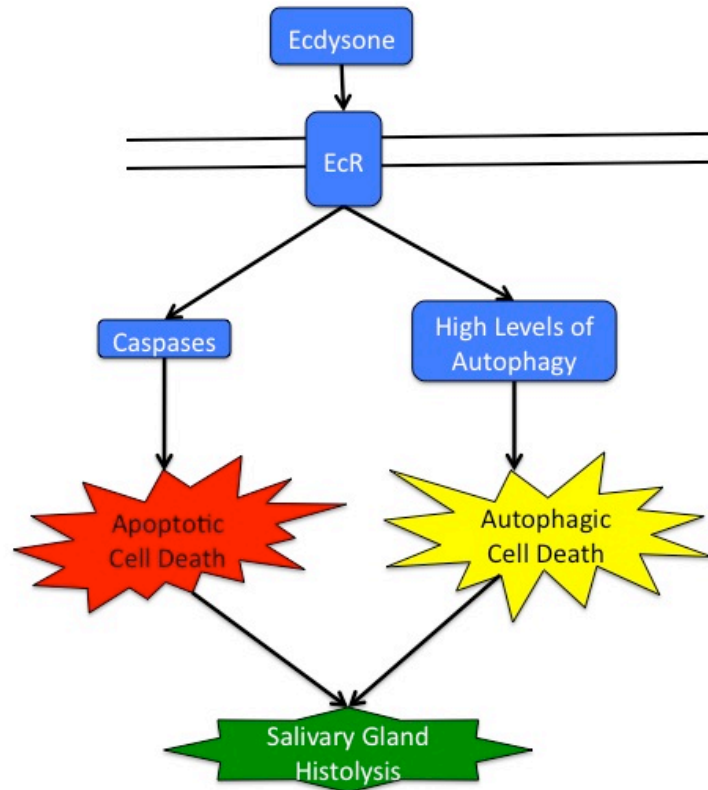 Ecdysone
EcR
Caspases
High Levels of
Autophagy
Apoptotic
Cell Death
Autophagic
Cell Death
Salivary Gland
Histolysis